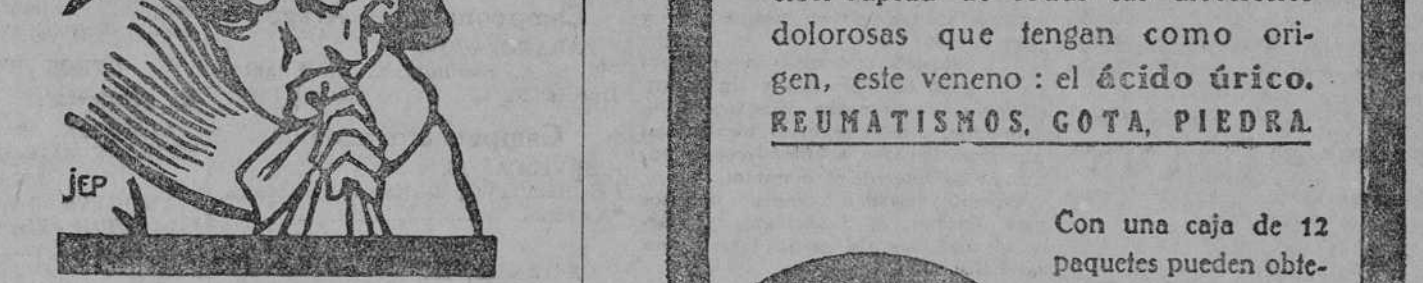 JEP
dolorosas que tengan como ori-
gen, este veneno : el ácido úrico.
REUMATISMOS, GOTA, PIEDRA.
Con una caja de 12
paquetes pueden obte-